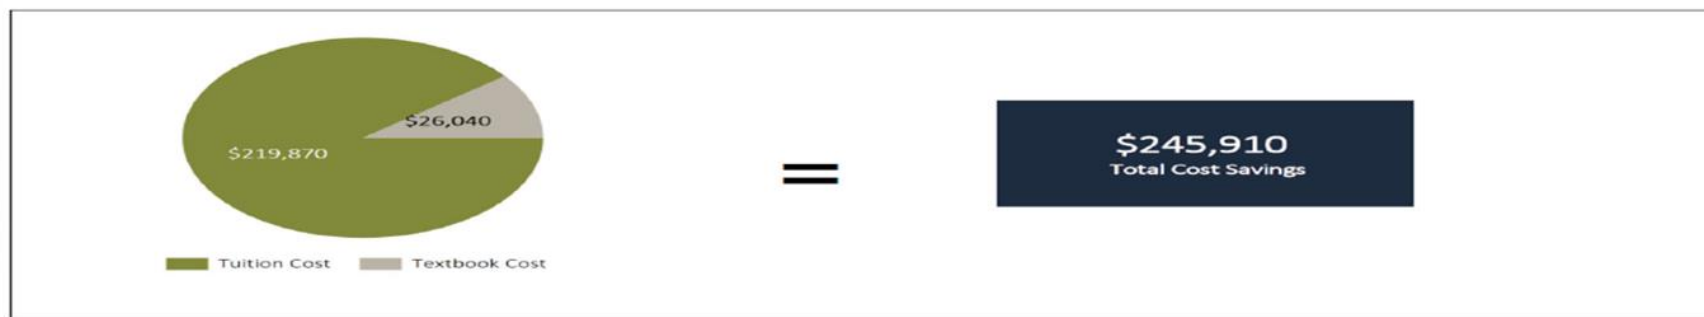 $26,040
$219,870
Tuition Cost
Textbook Cost
=
$245,910
Total Cost Savings